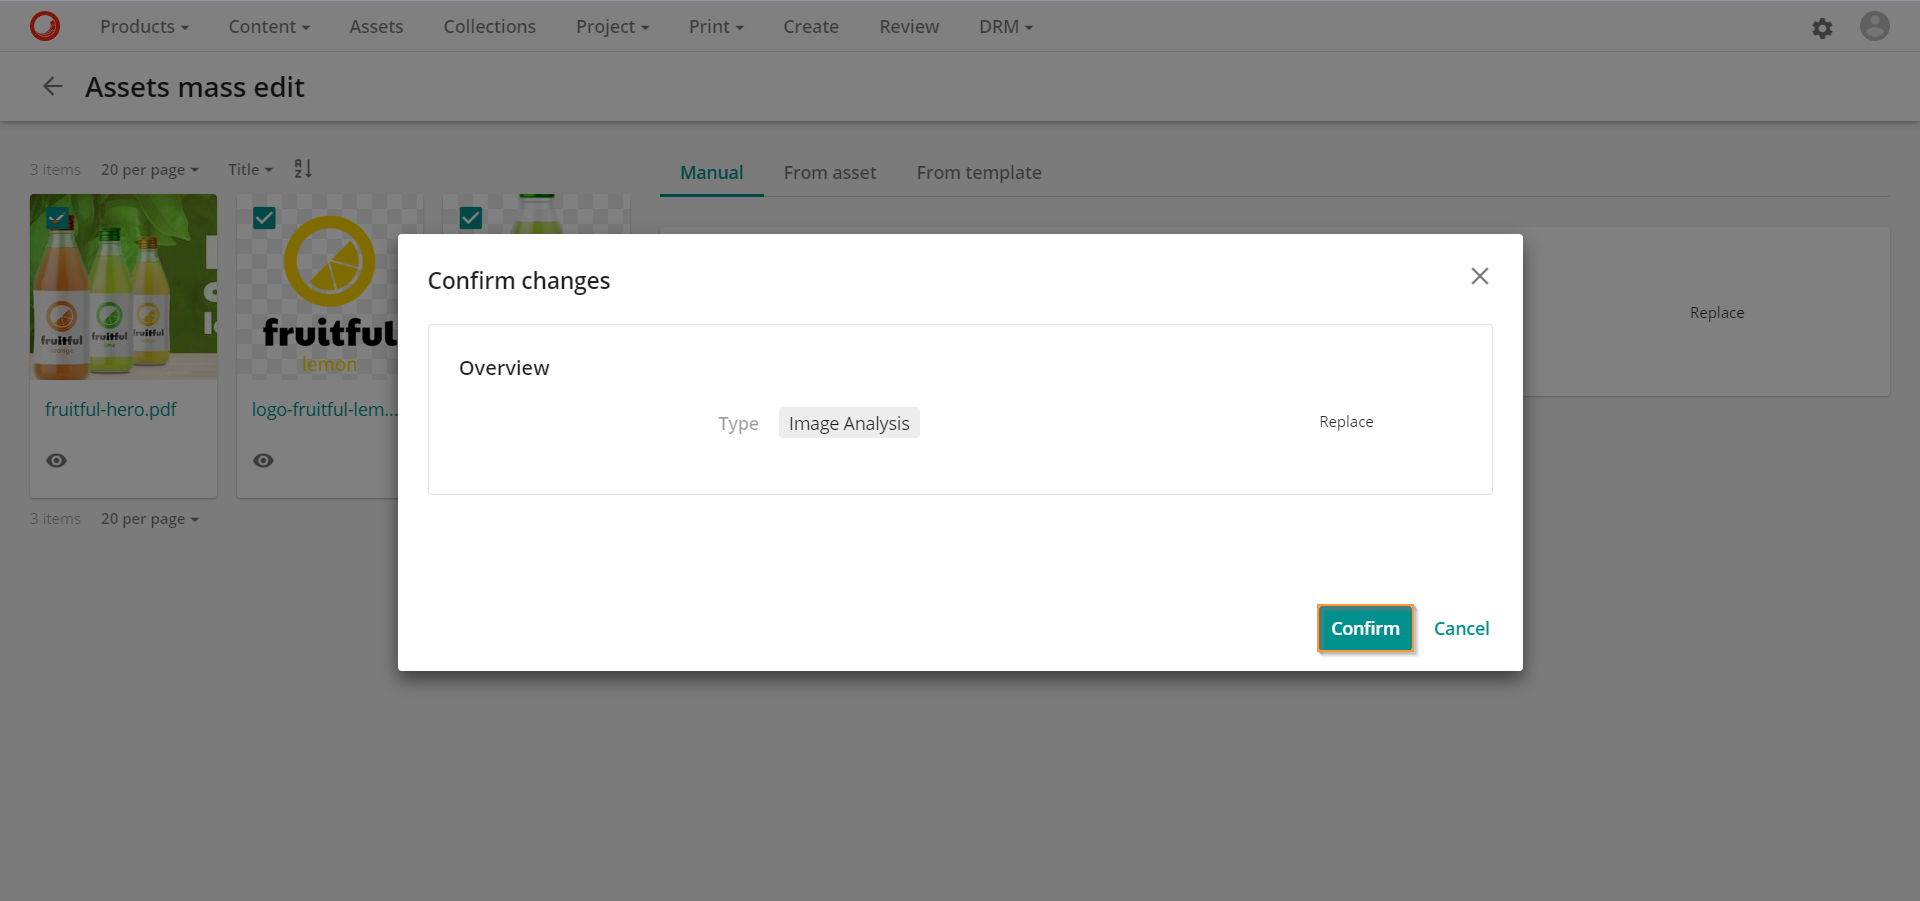 Products Content Assets Collections Project Print Create Review DRM
Assets mass edit
3 items 20 per page Title
Manual From asset From template
fruitful
fruitful
fruitful
fruitful
lemon
fruitful-hero.pdf
logo-fruitful-lem...
3 items 20 per page
Replace
Confirm changes
Overview
Type Image Analysis Replace
Confirm Cancel